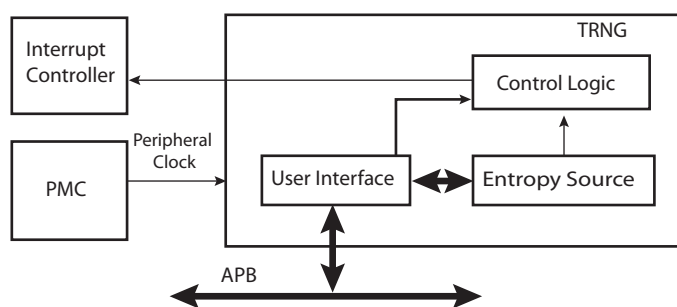 TRNG
Interrupt
Controller
Control Logic
Peripheral
Clock
PMC
User Interface
Entropy Source
APB